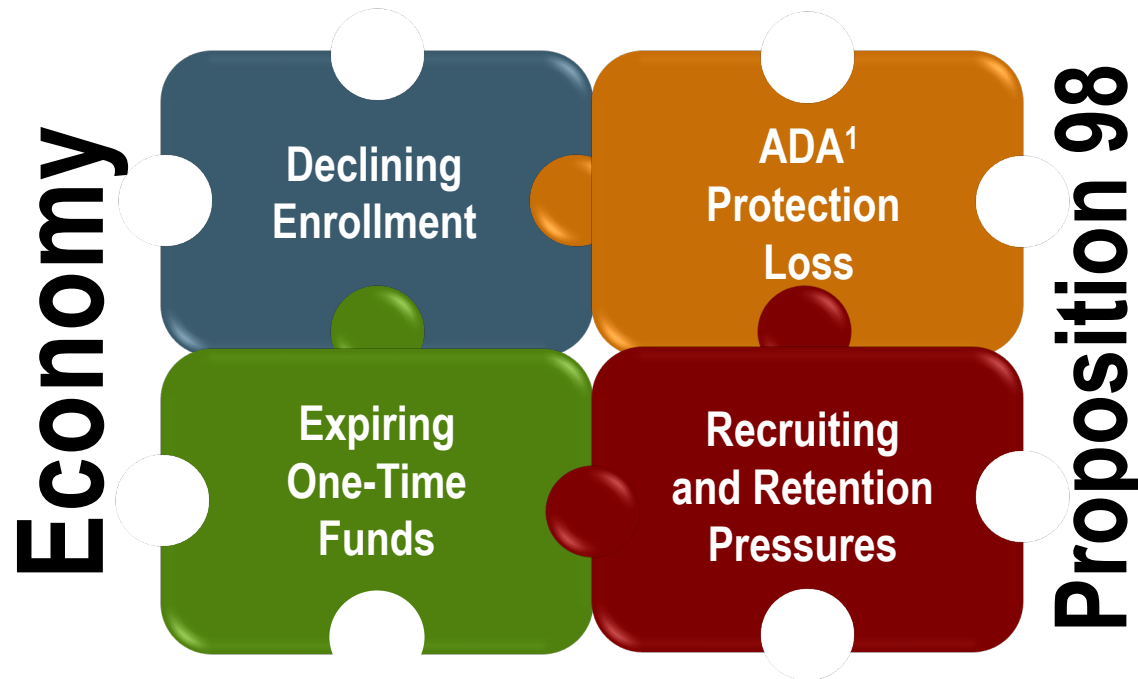 Economy
Declining
Enrollment
ADA¹
Protection
Loss
Expiring
One-Time
Funds
Recruiting
and Retention
Pressures
Proposition 98